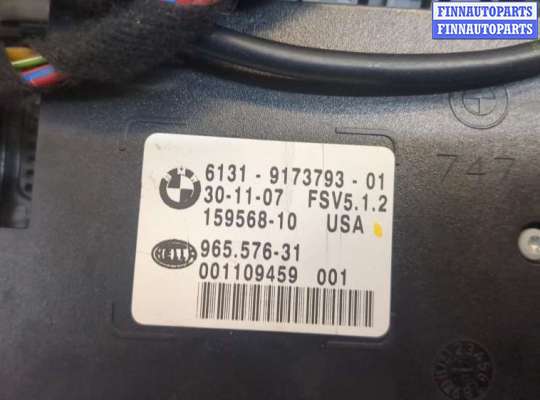 FINNAUTOPARTS
FINNAUTOPARTS
747
6131 - 9173793 - 01
30-11-07 FSV5.1.2
159568-10 USA
HELLA 965.576-31
001109459 001